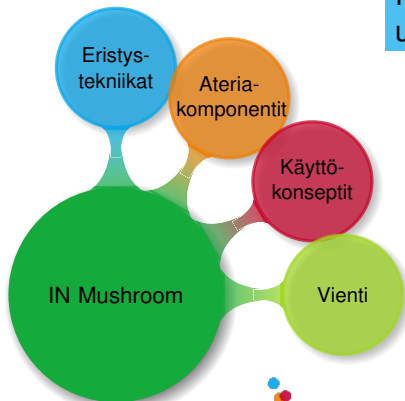 Eristys-
tekniikat
Ateria-
komponentit
Käyttö-
konseptit
IN Mushroom
Vienti